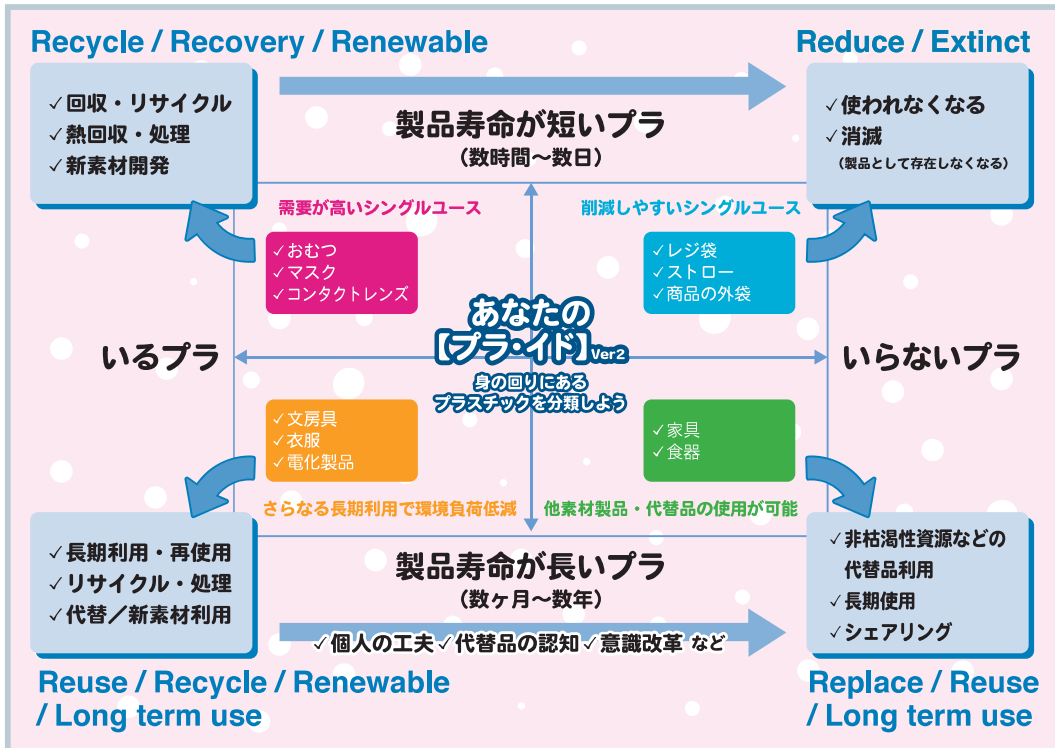 Recycle / Recovery / Renewable
Reduce / Extinct
✓回収・リサイクル
✓熱回収・処理
✓新素材開発
製品寿命が短いプラ
（数時間〜数日）
✓使われなくなる
✓消滅
（製品として存在しなくなる）
需要が高いシングルユース
削減しやすいシングルユース
✓おむつ
✓マスク
✓コンタクトレンズ
✓レジ袋
✓ストロー
✓商品の外袋
いるプラ
あなたの
【プラ・イド】Ver2
身の回りにある
プラスチックを分類しよう
いらないプラ
✓文房具
✓衣服
✓電化製品
✓家具
✓食器
さらなる長期利用で環境負荷低減
他素材製品・代替品の使用が可能
✓長期利用・再使用
✓リサイクル・処理
✓代替／新素材利用
製品寿命が長いプラ
（数ヶ月〜数年）
✓個人の工夫✓代替品の認知✓意識改革 など
✓非枯渇性資源などの
代替品利用
✓長期使用
✓シェアリング
Reuse / Recycle / Renewable
/ Long term use
Replace / Reuse
/ Long term use